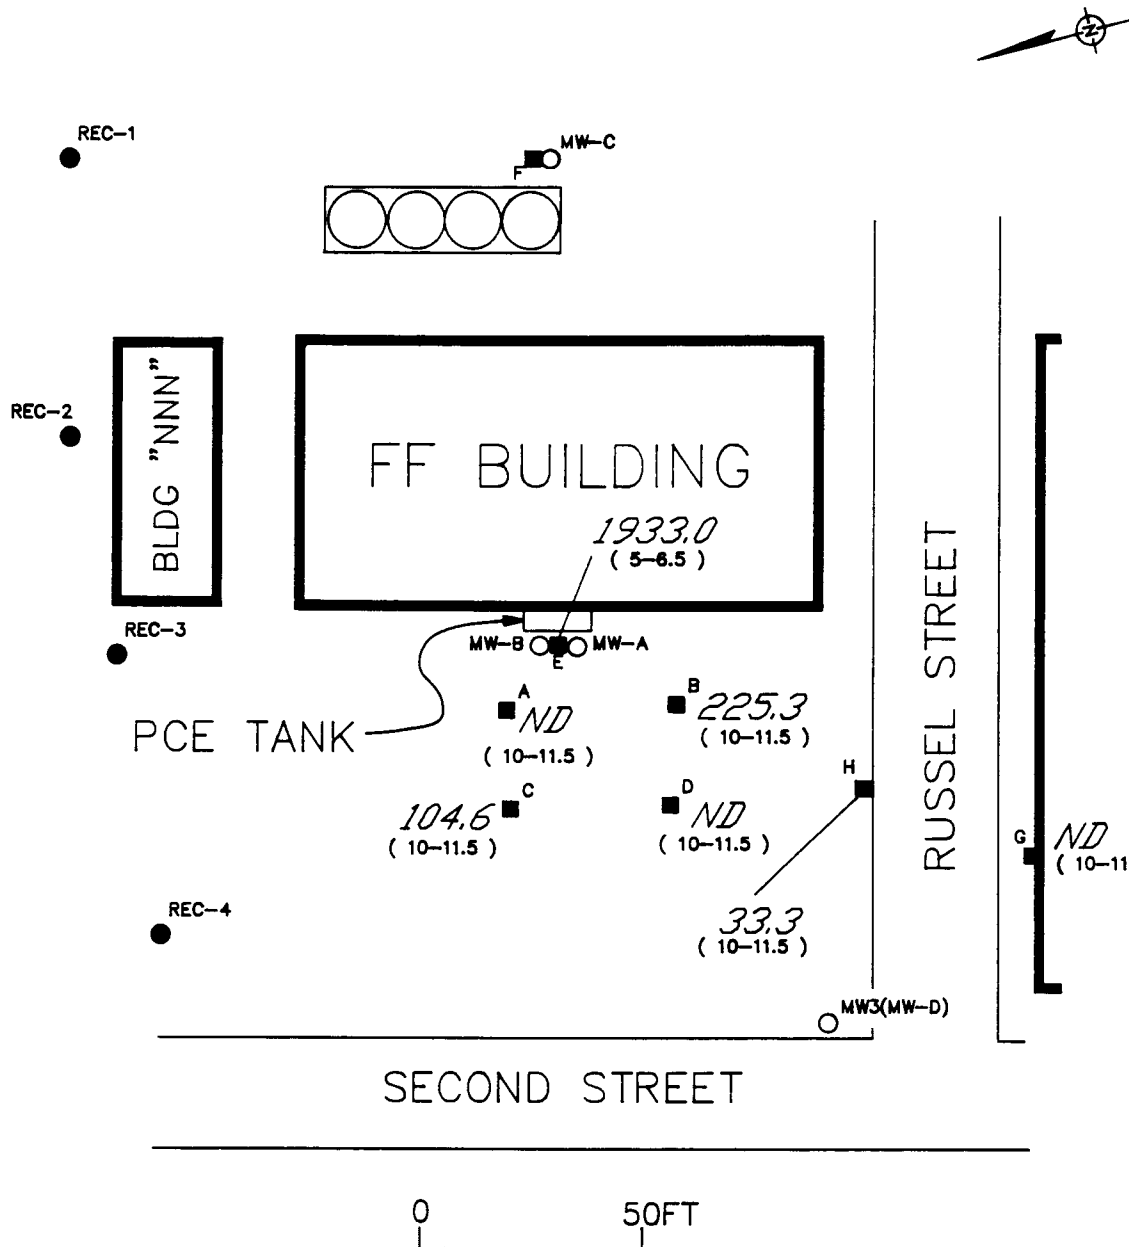 N
REC-1
MW-C
F
REC-2
BLDG "NNN"
FF BUILDING
1933.0
( 5-6.5 )
REC-3
MW-B
E
MW-A
PCE TANK
A
ND
( 10-11.5 )
B
225.3
( 10-11.5 )
C
104.6
( 10-11.5 )
D
ND
( 10-11.5 )
H
33.3
( 10-11.5 )
RUSSEL STREET
G
ND
( 10-11
REC-4
MW3(MW-D)
SECOND STREET
0
50FT